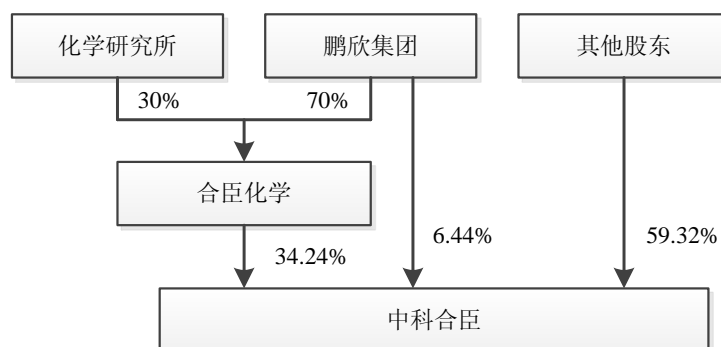 化学研究所
鹏欣集团
其他股东
30%
70%
合臣化学
34.24%
6.44%
59.32%
中科合臣